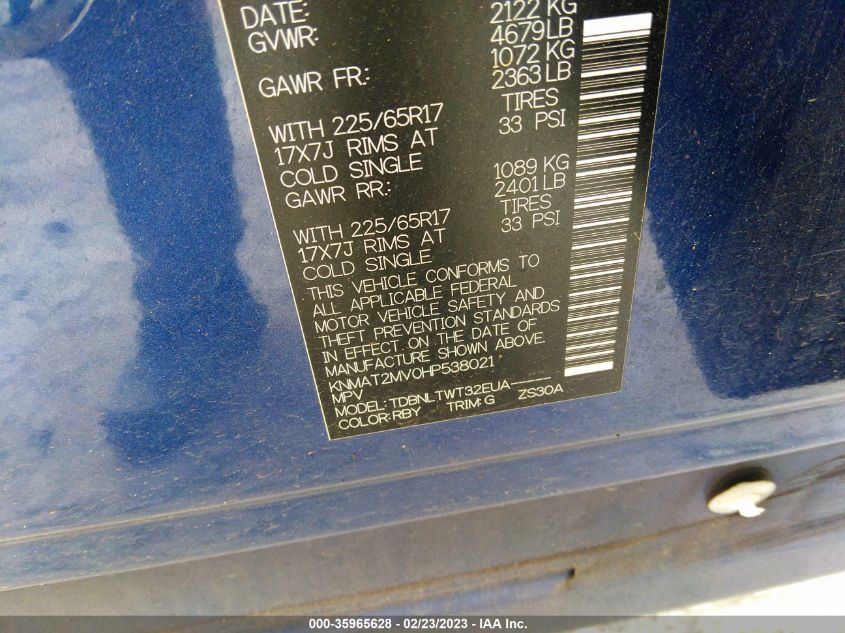 DATE: 2122 KG
GVWR: 4679LB
1072 KG
GAWR FR.: 2363 LB
WITH 225/65R17 TIRES
17X7J RIMS AT 33 PSI
COLD SINGLE
GAWR RR.: 1089 KG
2401 LB
WITH 225/65R17 TIRES
17X7J RIMS AT 33 PSI
COLD SINGLE
THIS VEHICLE CONFORMS TO
ALL APPLICABLE FEDERAL
MOTOR VEHICLE SAFETY AND
THEFT PREVENTION STANDARDS
IN EFFECT ON THE DATE OF
MANUFACTURE SHOWN ABOVE.
KNMAT2MV0HP538021
MPV
MODEL: TDBNLTWT32EUA-----
COLOR:RBY TRIM:G ZS30A
000-35965628 - 02/23/2023 - IAA Inc.